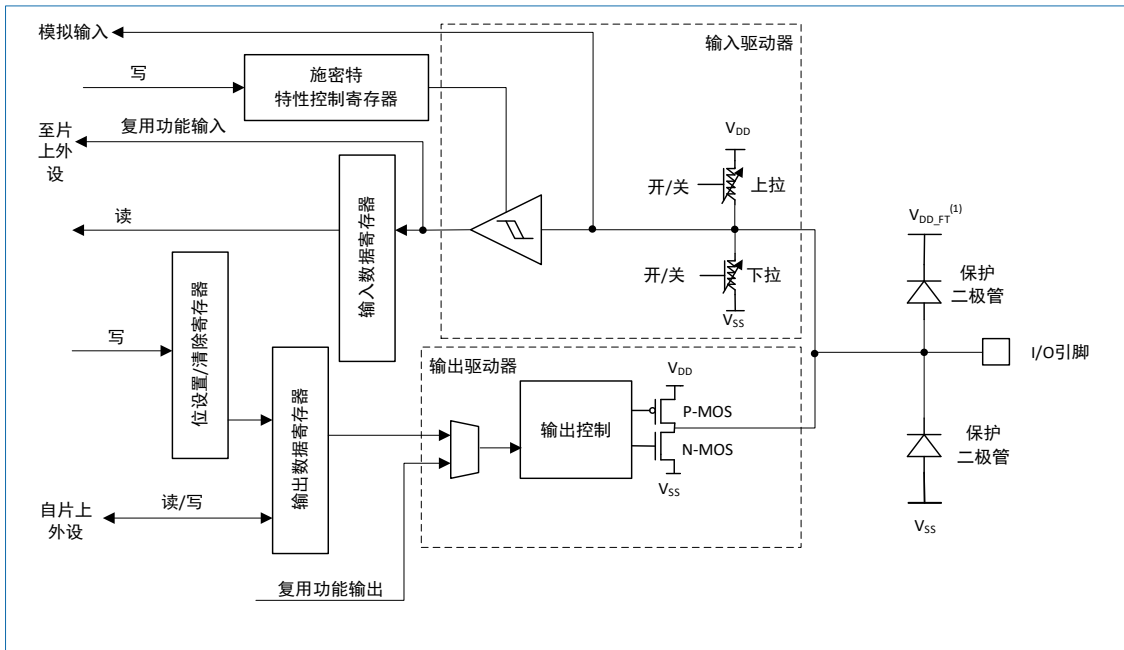 模拟输入
输入驱动器
写
施密特
特性控制寄存器
至片
上外
设
复用功能输入
V_DD
开/关
上拉
读
输入数据寄存器
V_DD_FT(1)
开/关
下拉
保护
二极管
V_SS
写
位设置/清除寄存器
输出驱动器
V_DD
I/O引脚
输出数据寄存器
输出控制
P-MOS
N-MOS
保护
二极管
V_SS
自片上
外设
读/写
V_SS
复用功能输出